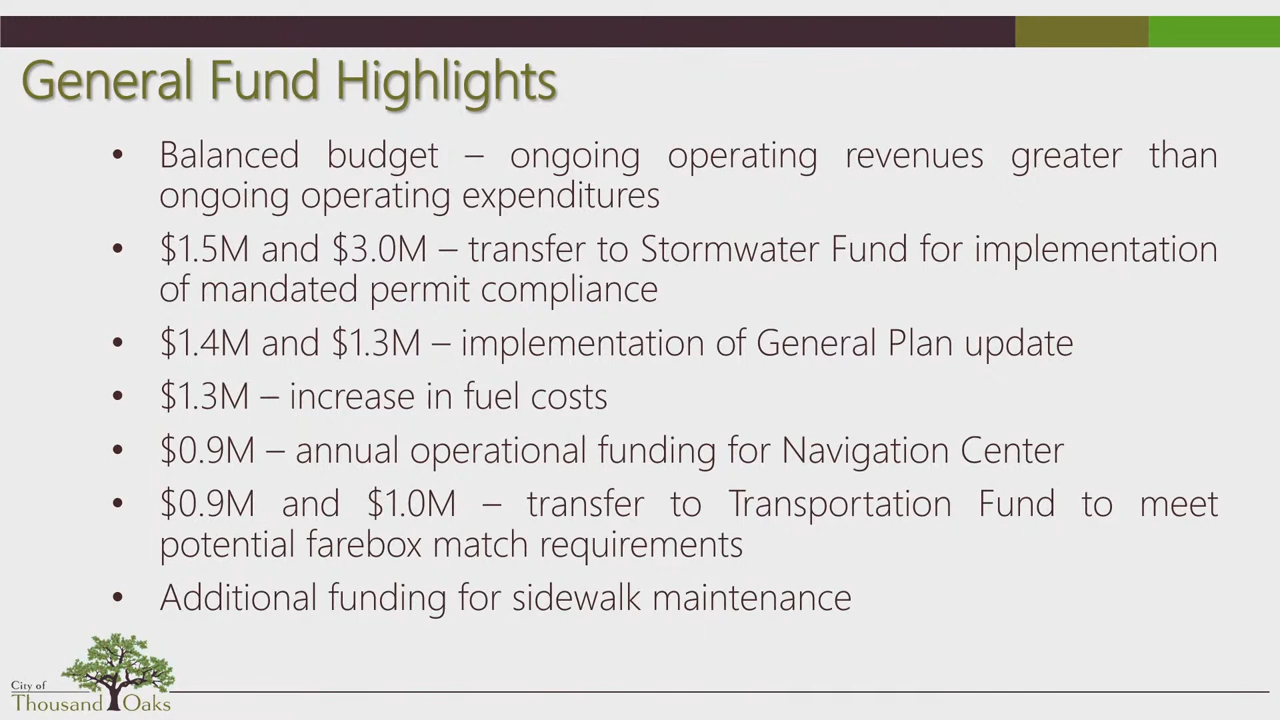 General Fund Highlights
• Balanced budget – ongoing operating revenues greater than
ongoing operating expenditures
• $1.5M and $3.0M – transfer to Stormwater Fund for implementation
of mandated permit compliance
• $1.4M and $1.3M – implementation of General Plan update
• $1.3M – increase in fuel costs
• $0.9M – annual operational funding for Navigation Center
• $0.9M and $1.0M – transfer to Transportation Fund to meet
potential farebox match requirements
• Additional funding for sidewalk maintenance
City of
Thousand Oaks